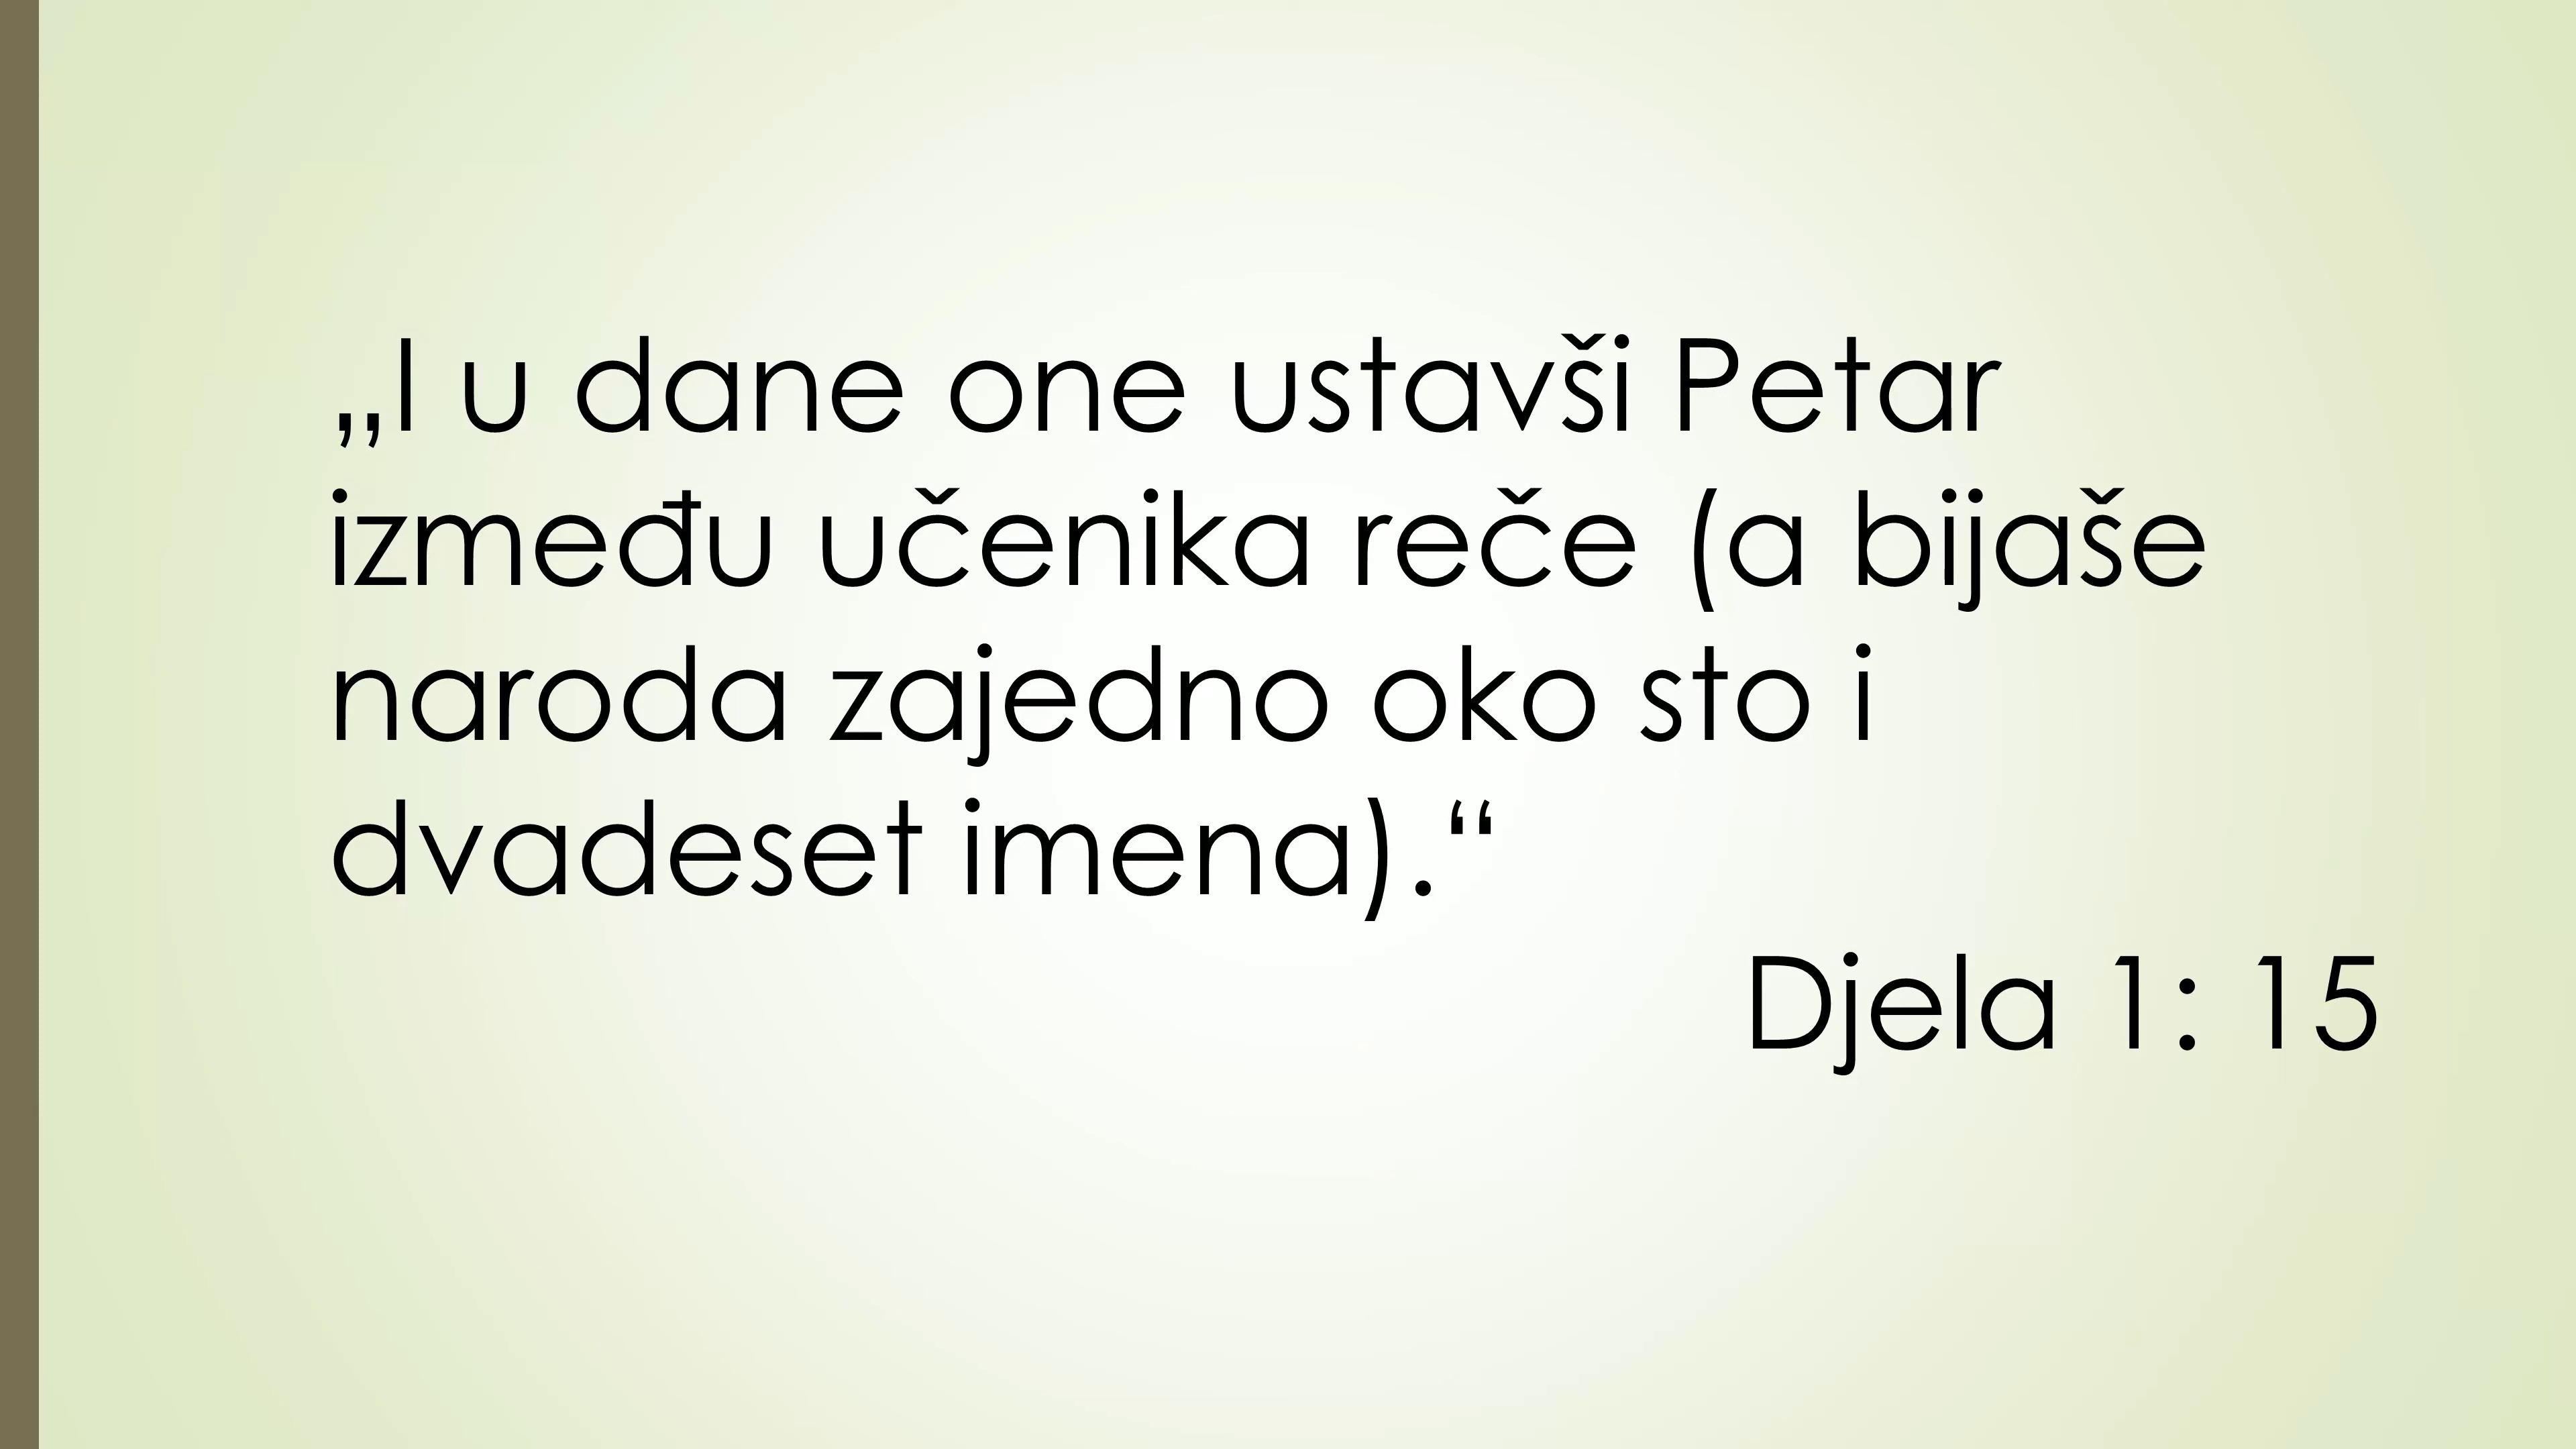 „I u dane one ustavši Petar
između učenika reče (a bijaše
naroda zajedno oko sto i
dvadeset imena).“
Djela 1: 15